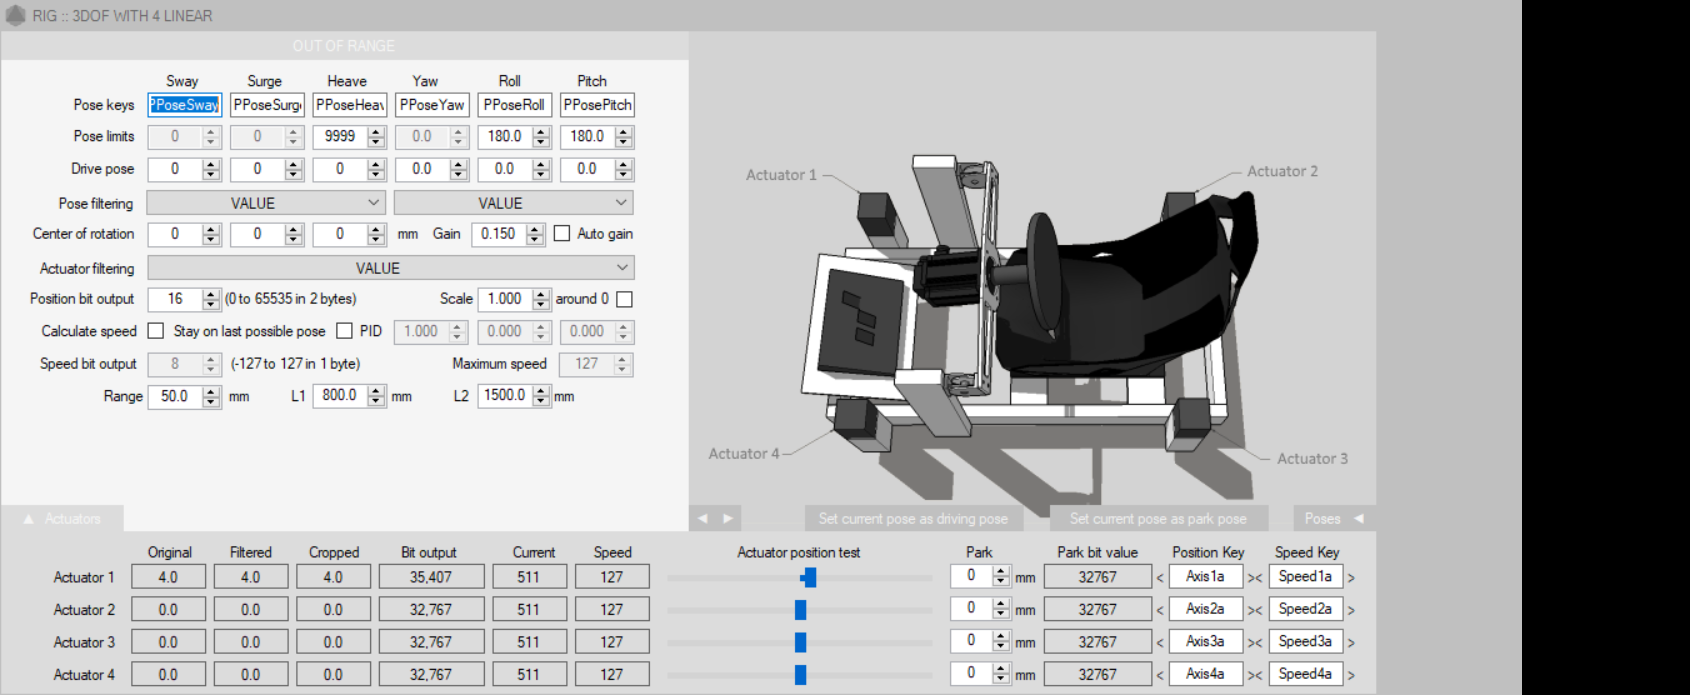 RIG :: 3DOF WITH 4 LINEAR
OUT OF RANGE
Sway Surge Heave Yaw Roll Pitch
Pose keys PPoseSway PPoseSurg PPoseHeav PPoseYaw PPoseRoll PPosePitch
Pose limits 0 0 9999 0.0 180.0 180.0
Drive pose 0 0 0 0.0 0.0 0.0
Pose filtering VALUE VALUE
Center of rotation 0 0 0 mm Gain 0.150 Auto gain
Actuator filtering VALUE
Position bit output 16 (0 to 65535 in 2 bytes) Scale 1.000 around 0
Calculate speed Stay on last possible pose PID 1.000 0.000 0.000
Speed bit output 8 (-127 to 127 in 1 byte) Maximum speed 127
Range 50.0 mm L1 800.0 mm L2 1500.0 mm
Actuator 1
Actuator 2
Actuator 4
Actuator 3
▲ Actuators
◀ ▶ Set current pose as driving pose Set current pose as park pose Poses ◀
Original Filtered Cropped Bit output Current Speed Actuator position test Park Park bit value Position Key Speed Key
Actuator 1 4.0 4.0 4.0 35,407 511 127 0 mm 32767 < Axis1a >< Speed1a >
Actuator 2 0.0 0.0 0.0 32,767 511 127 0 mm 32767 < Axis2a >< Speed2a >
Actuator 3 0.0 0.0 0.0 32,767 511 127 0 mm 32767 < Axis3a >< Speed3a >
Actuator 4 0.0 0.0 0.0 32,767 511 127 0 mm 32767 < Axis4a >< Speed4a >